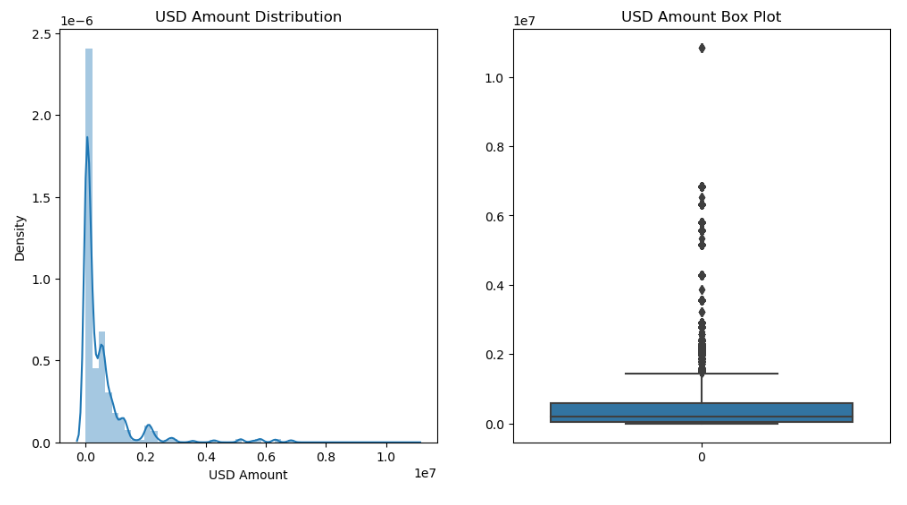 USD Amount Distribution
1e−6
2.5
2.0
1.5
1.0
0.5
0.0
Density
0.0 0.2 0.4 0.6 0.8 1.0
1e7
USD Amount
USD Amount Box Plot
1e7
1.0
0.8
0.6
0.4
0.2
0.0
0